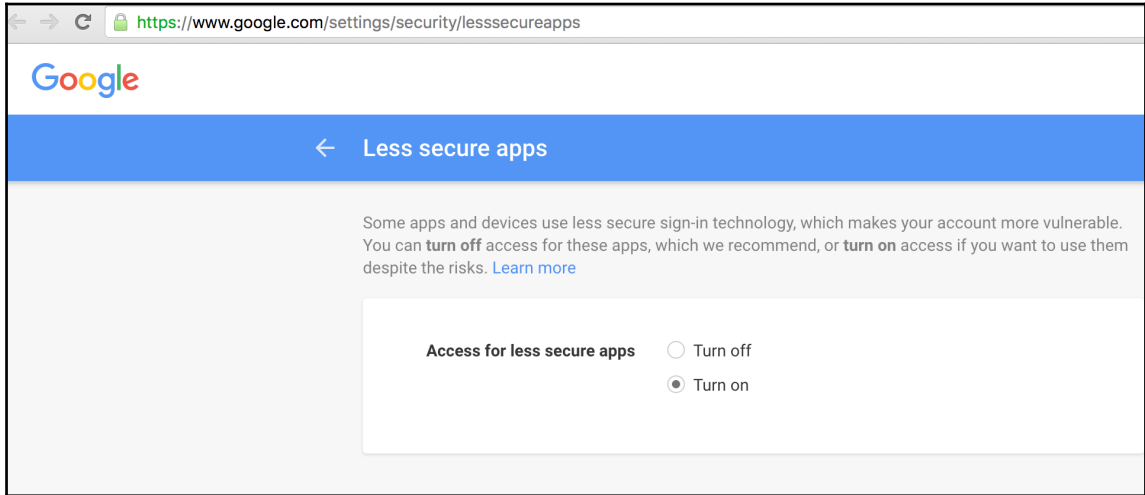 https://www.google.com/settings/security/lesssecureapps
Google
Less secure apps
Some apps and devices use less secure sign-in technology, which makes your account more vulnerable.
You can turn off access for these apps, which we recommend, or turn on access if you want to use them
despite the risks. Learn more
Access for less secure apps Turn off
Turn on